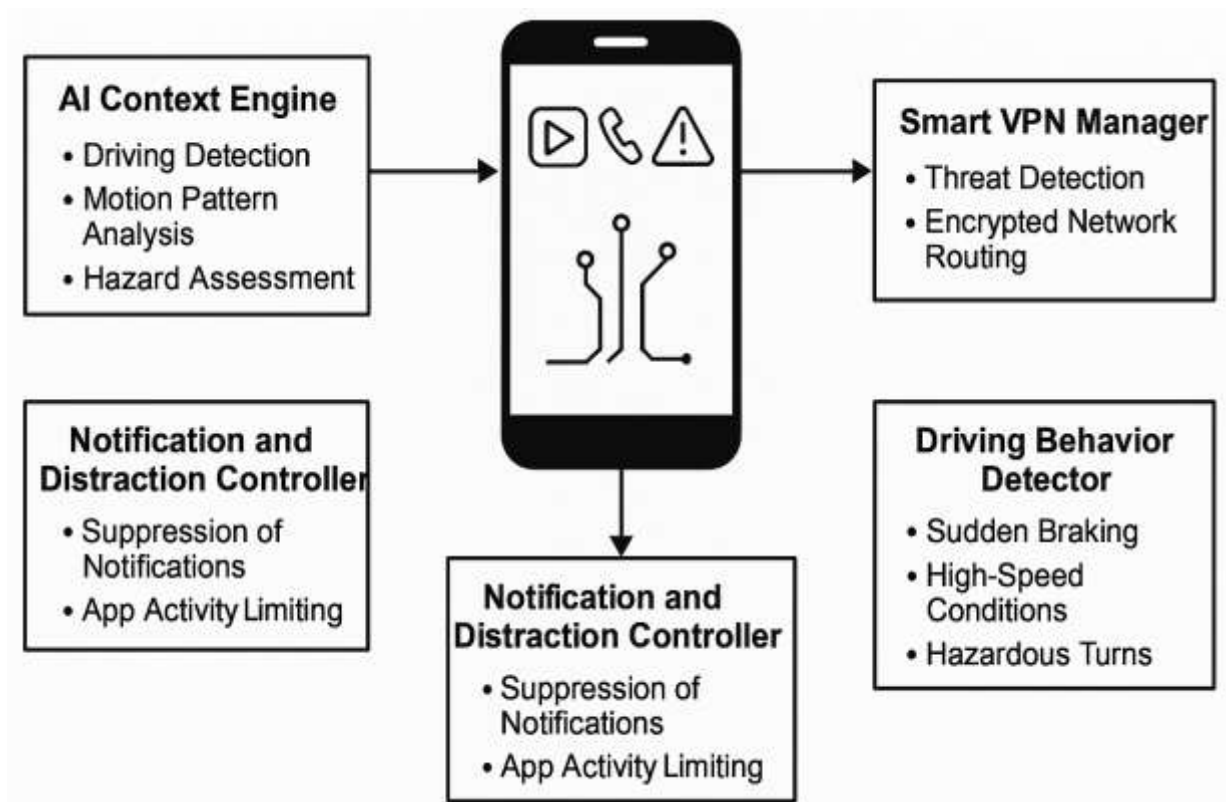 AI Context Engine
• Driving Detection
• Motion Pattern
Analysis
• Hazard Assessment
Smart VPN Manager
• Threat Detection
• Encrypted Network
Routing
Notification and
Distraction Controller
• Suppression of
Notifications
• App Activity Limiting
Notification and
Distraction Controller
• Suppression of
Notifications
• App Activity Limiting
Driving Behavior
Detector
• Sudden Braking
• High-Speed
Conditions
• Hazardous Turns